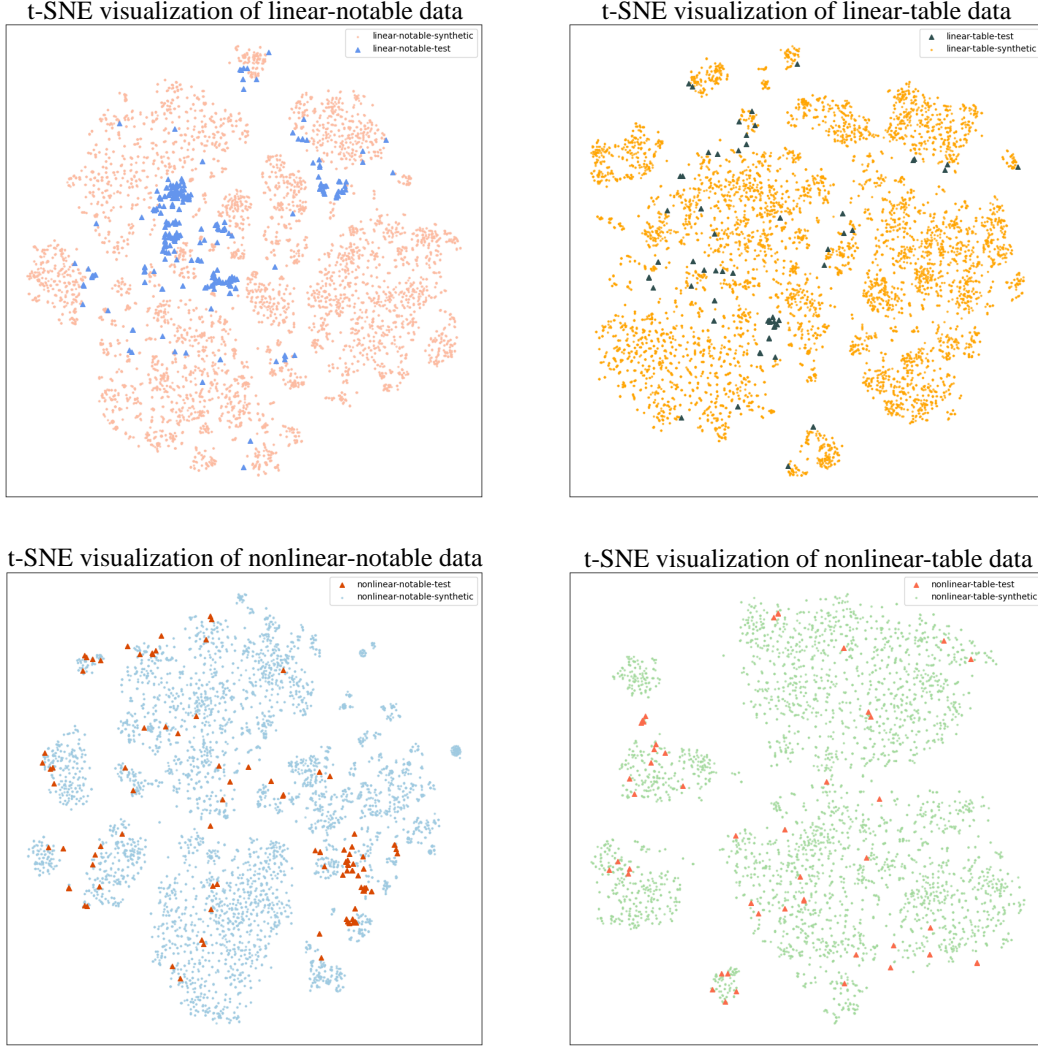 t-SNE visualization of linear-notable data
linear-notable-synthetic
linear-notable-test
t-SNE visualization of linear-table data
linear-table-test
linear-table-synthetic
t-SNE visualization of nonlinear-notable data
nonlinear-notable-test
nonlinear-notable-synthetic
t-SNE visualization of nonlinear-table data
nonlinear-table-test
nonlinear-table-synthetic